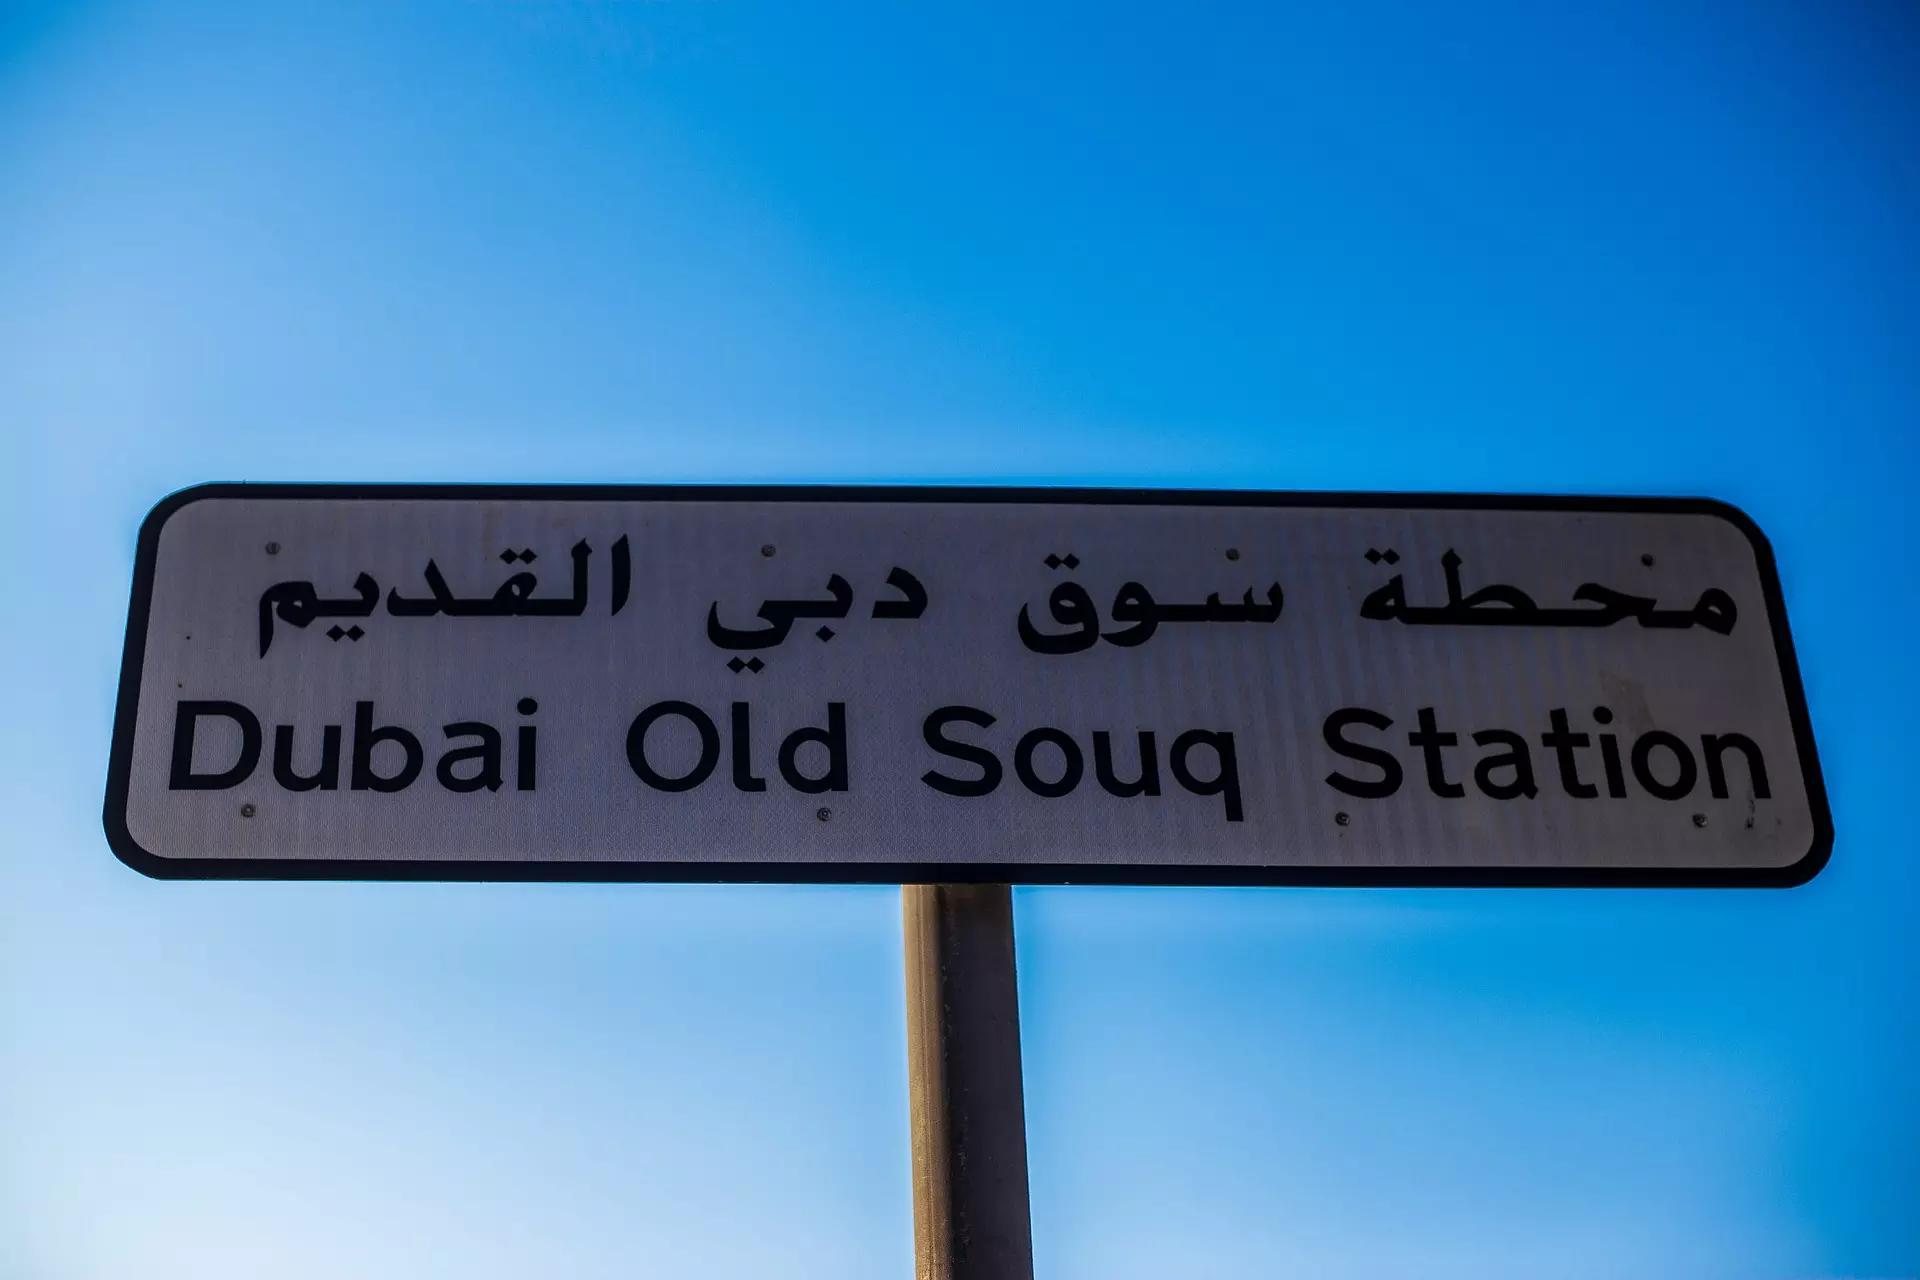 محطة سوق دبي القديم
Dubai Old Souq Station